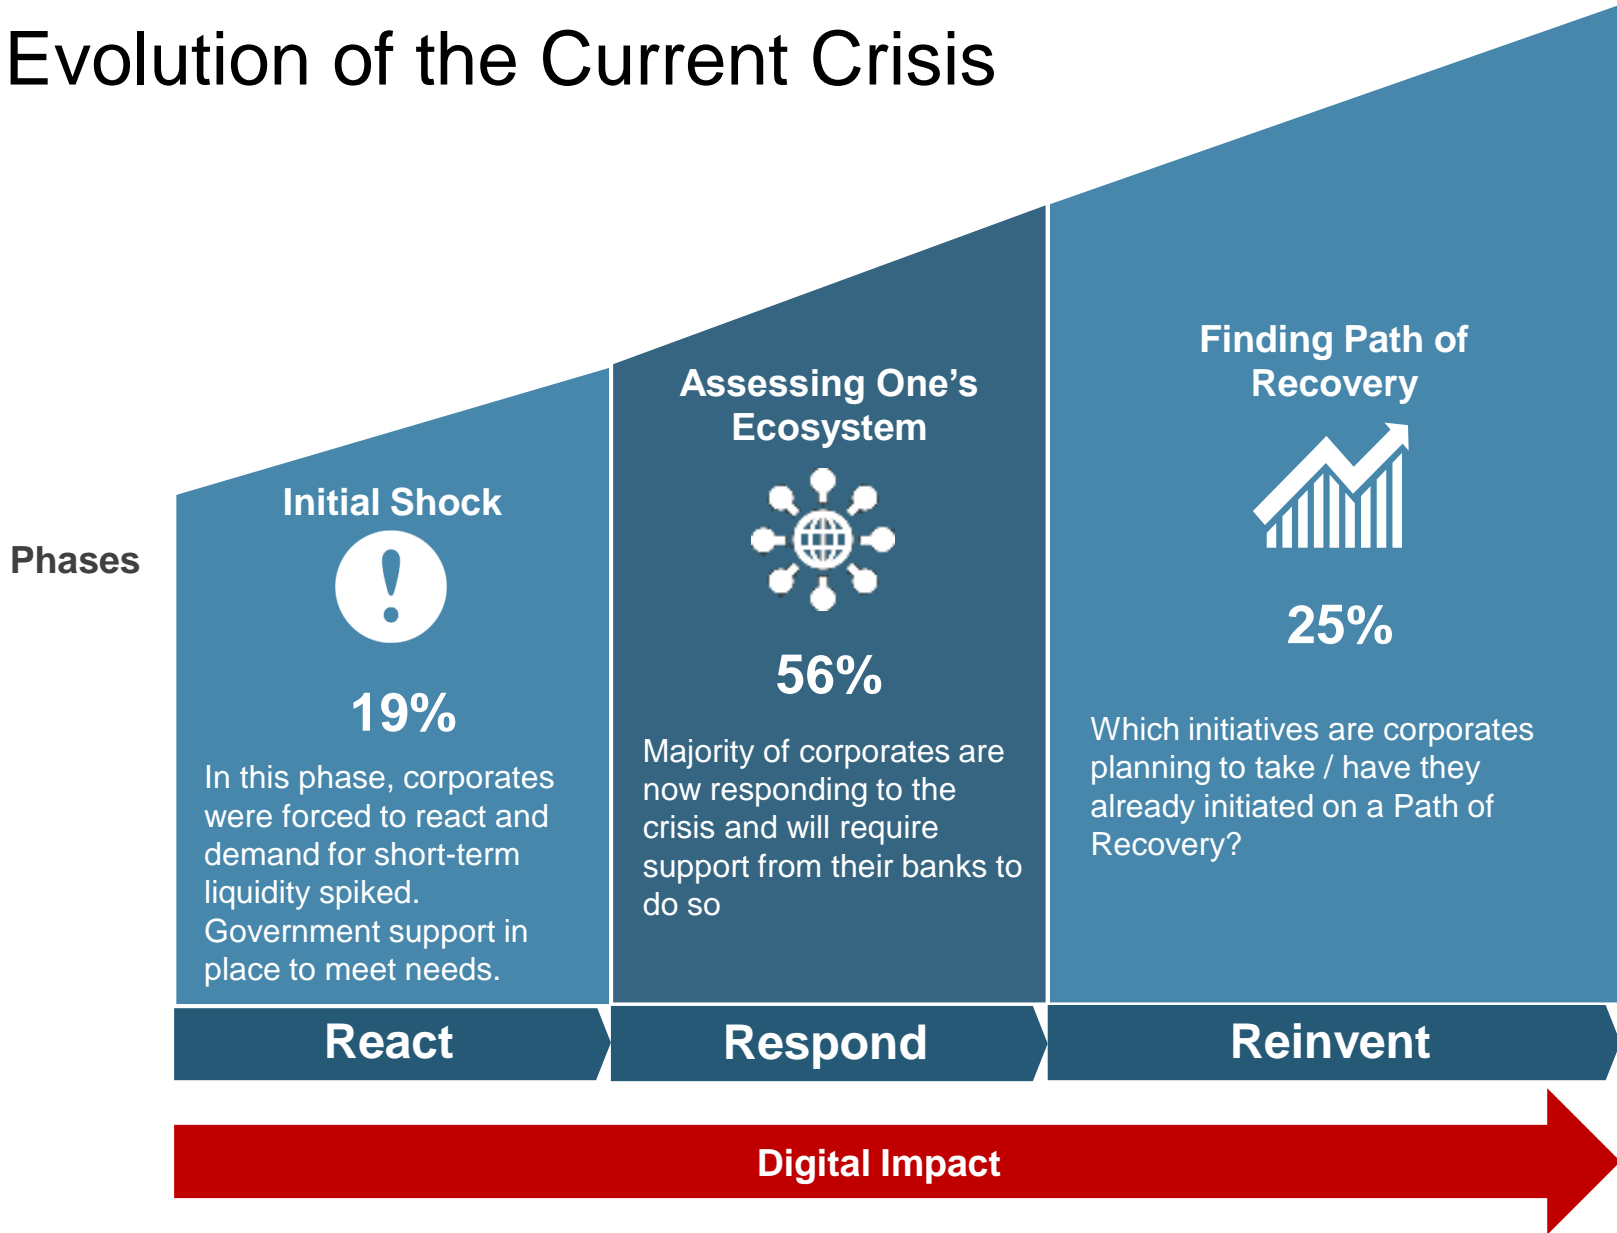 Evolution of the Current Crisis
Phases
Initial Shock
19%
In this phase, corporates
were forced to react and
demand for short-term
liquidity spiked.
Government support in
place to meet needs.
React
Assessing One’s
Ecosystem
56%
Majority of corporates are
now responding to the
crisis and will require
support from their banks to
do so
Respond
Finding Path of
Recovery
25%
Which initiatives are corporates
planning to take / have they
already initiated on a Path of
Recovery?
Reinvent
Digital Impact